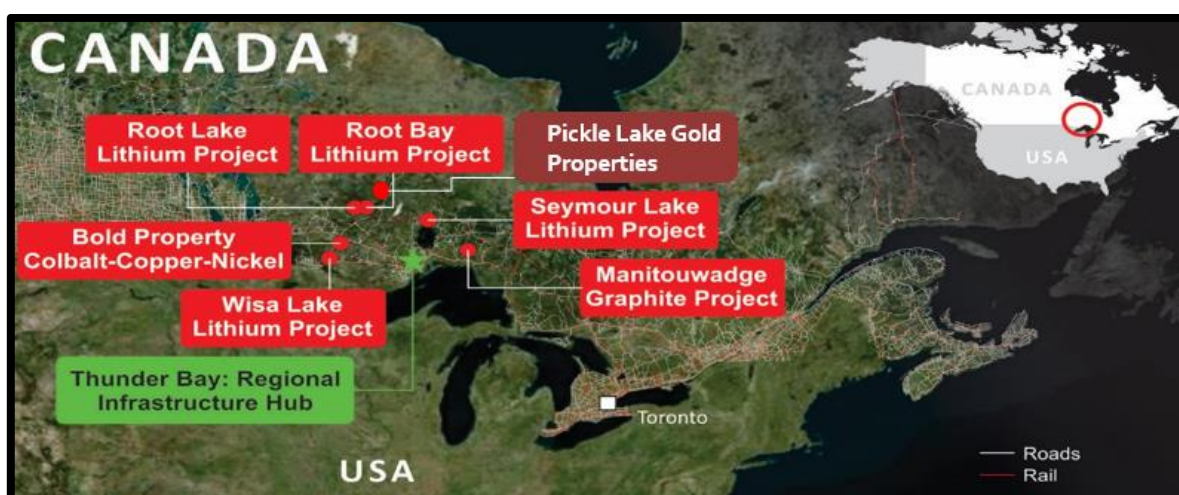 CANADA
CANADA
USA
Root Lake
Lithium Project
Root Bay
Lithium Project
Pickle Lake Gold
Properties
Seymour Lake
Lithium Project
Bold Property
Colbalt-Copper-Nickel
Manitouwadge
Graphite Project
Wisa Lake
Lithium Project
Thunder Bay: Regional
Infrastructure Hub
Toronto
USA
Roads
Rail